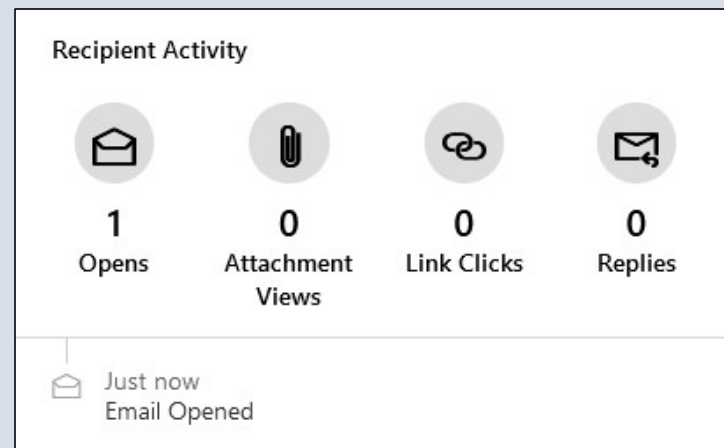 Recipient Activity
1
Opens
0
Attachment
Views
0
Link Clicks
0
Replies
Just now
Email Opened